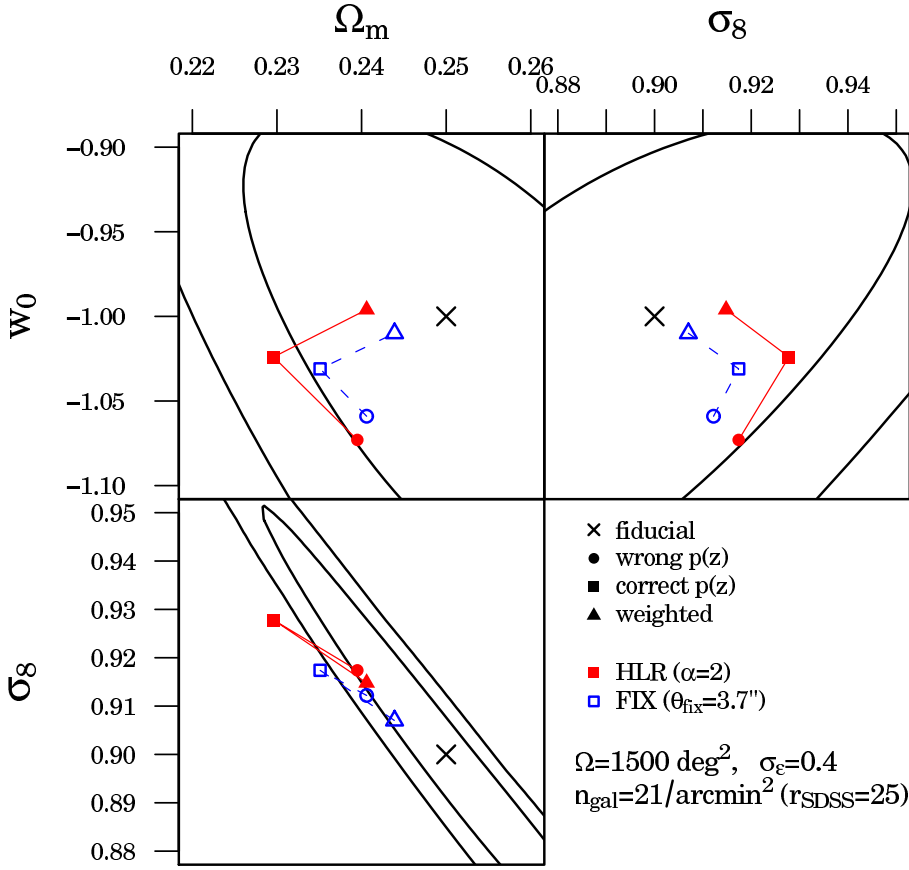 Ωm σ8
0.22 0.23 0.24 0.25 0.26 0.88 0.90 0.92 0.94
w0
−0.90
−0.95
−1.00
−1.05
−1.10
σ8
0.95
0.94
0.93
0.92
0.91
0.90
0.89
0.88
fiducial
wrong p(z)
correct p(z)
weighted
HLR (α=2)
FIX (θfix=3.7")
Ω=1500 deg², σε=0.4
ngal=21/arcmin² (rSDSS=25)